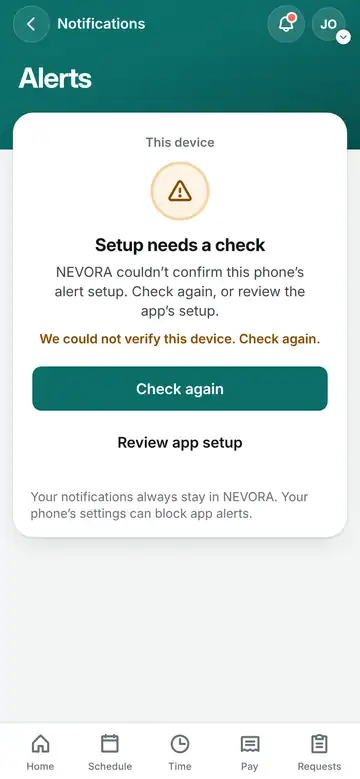 Notifications
JO
Alerts
This device
Setup needs a check
NEVORA couldn’t confirm this phone’s
alert setup. Check again, or review the
app’s setup.
We could not verify this device. Check again.
Check again
Review app setup
Your notifications always stay in NEVORA. Your
phone’s settings can block app alerts.
Home
Schedule
Time
Pay
Requests